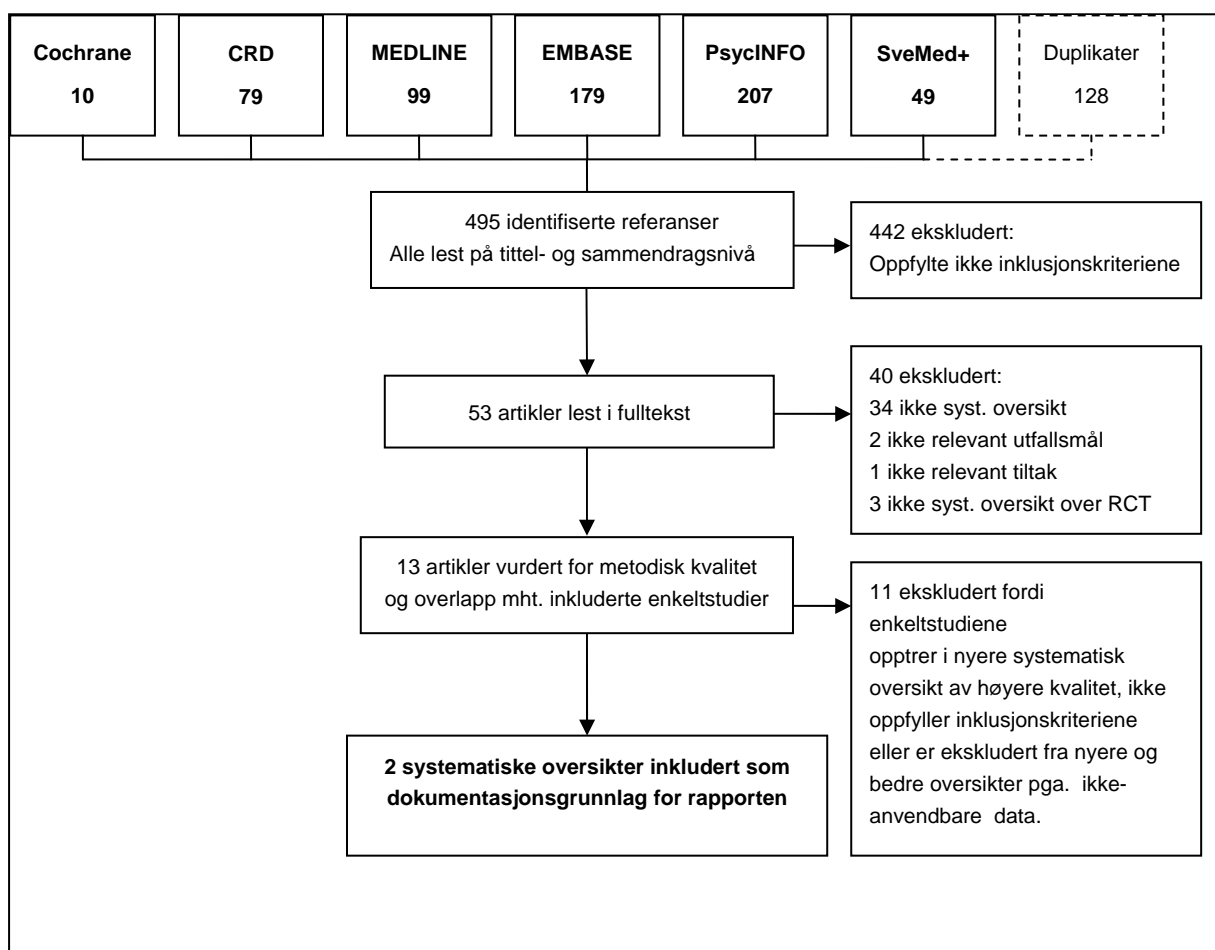 Cochrane
10
CRD
79
MEDLINE
99
EMBASE
179
PsycINFO
207
SveMed+
49
Duplikater
128
495 identifiserte referanser
Alle lest på tittel- og sammendragsnivå
442 ekskludert:
Oppfylte ikke inklusjonskriteriene
53 artikler lest i fulltekst
40 ekskludert:
34 ikke syst. oversikt
2 ikke relevant utfallsmål
1 ikke relevant tiltak
3 ikke syst. oversikt over RCT
13 artikler vurdert for metodisk kvalitet
og overlapp mht. inkluderte enkeltstudier
11 ekskludert fordi
enkeltstudiene
opptrer i nyere systematisk
oversikt av høyere kvalitet, ikke
oppfyller inklusjonskriteriene
eller er ekskludert fra nyere og
bedre oversikter pga. ikke-
anvendbare data.
2 systematiske oversikter inkludert som
dokumentasjonsgrunnlag for rapporten